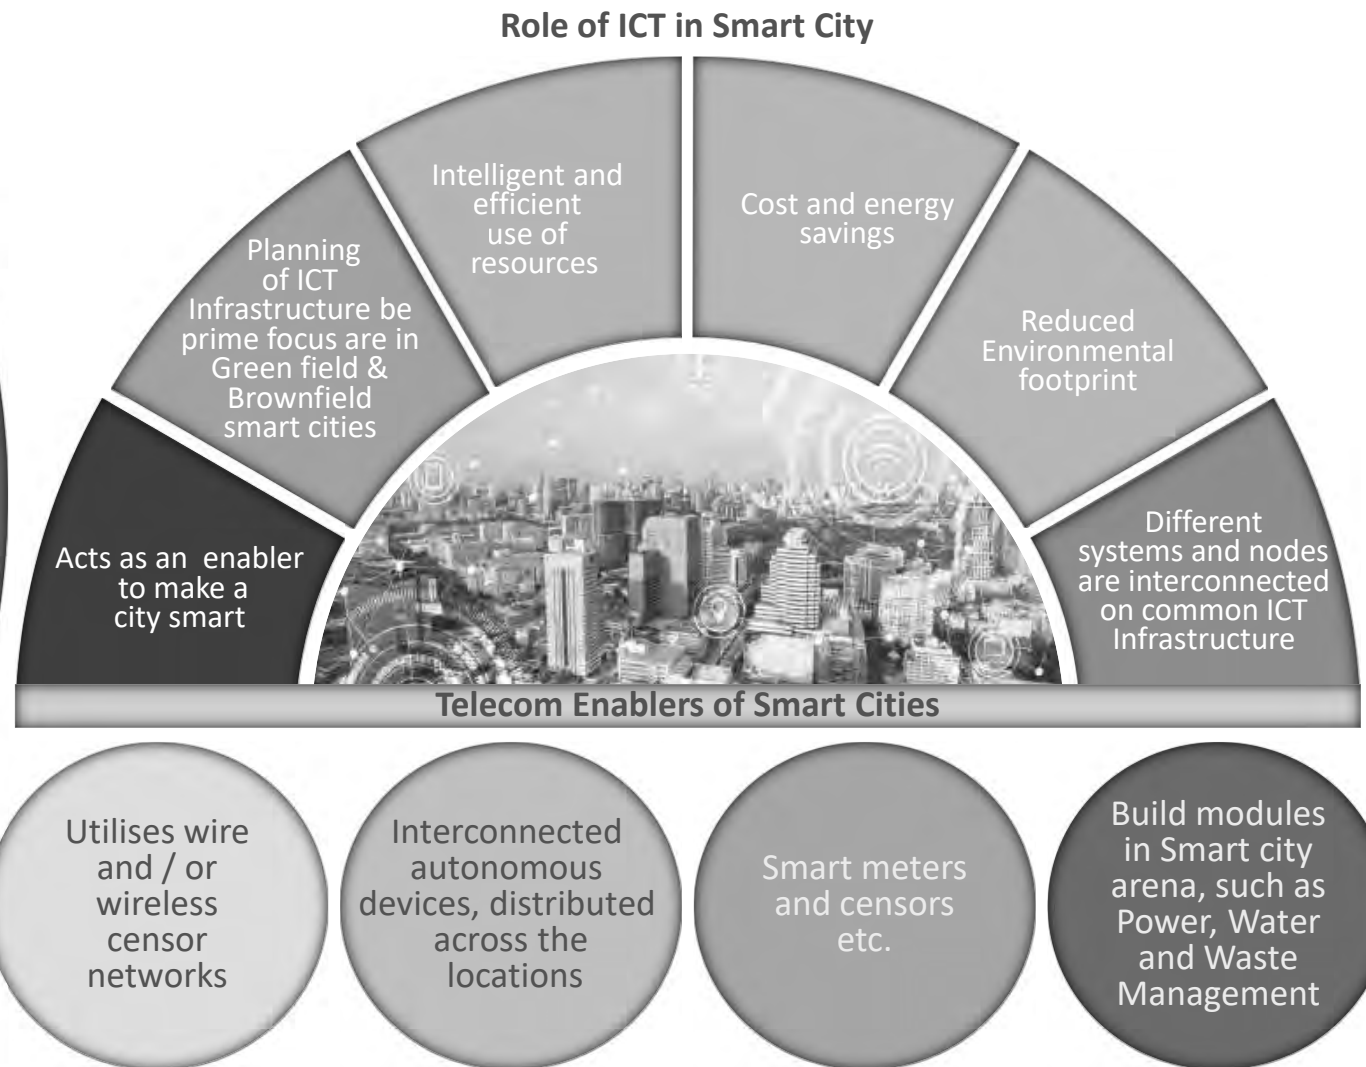 Role of ICT in Smart City
Acts as an enabler
to make a
city smart
Planning
of ICT
Infrastructure be
prime focus are in
Green field &
Brownfield
smart cities
Intelligent and
efficient
use of
resources
Cost and energy
savings
Reduced
Environmental
footprint
Different
systems and nodes
are interconnected
on common ICT
Infrastructure
Telecom Enablers of Smart Cities
Utilises wire
and / or
wireless
censor
networks
Interconnected
autonomous
devices, distributed
across the
locations
Smart meters
and censors
etc.
Build modules
in Smart city
arena, such as
Power, Water
and Waste
Management